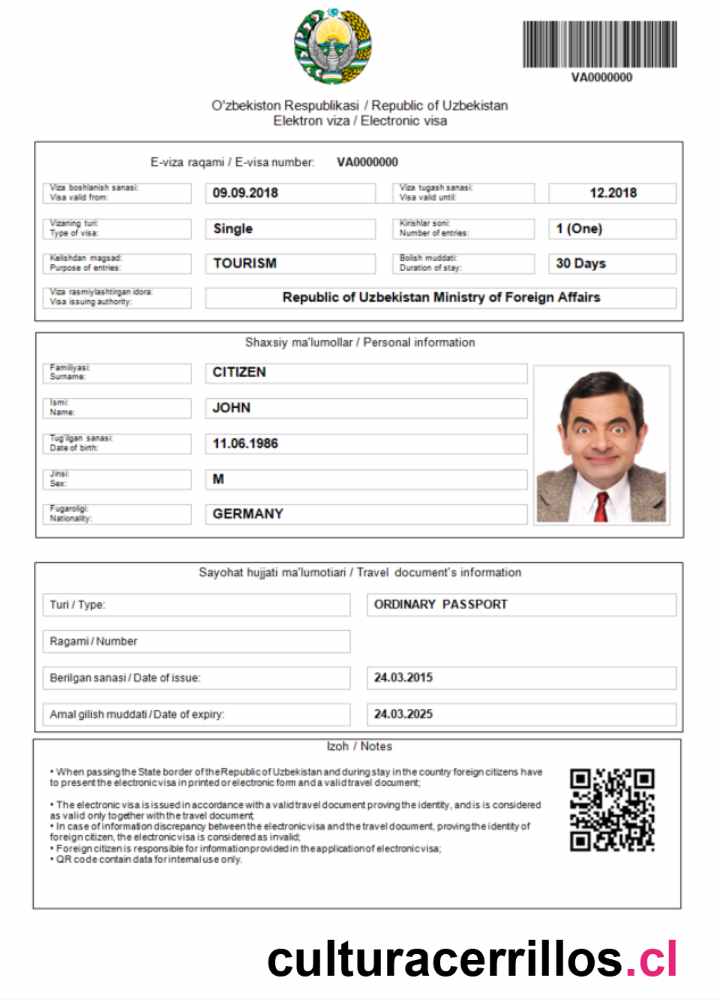 VA0000000
O'zbekiston Respublikasi / Republic of Uzbekistan
Elektron viza / Electronic visa
E-viza raqami / E-visa number: VA0000000
Viza boshlanish sanasi:
Visa valid from:
09.09.2018
Viza tugash sanasi:
Visa valid until:
12.2018
Vizaning turi:
Type of visa:
Single
Kirishlar soni:
Number of entries:
1 (One)
Kelishdan magsad:
Purpose of entries:
TOURISM
Bolish muddati:
Duration of stay:
30 Days
Viza rasmiylashtirgan idora:
Visa issuing authority:
Republic of Uzbekistan Ministry of Foreign Affairs
Shaxsiy ma'lumollar / Personal information
Familiyasi:
Surname:
CITIZEN
Ismi:
Name:
JOHN
Tug'ilgan sanasi:
Date of birth:
11.06.1986
Jinsi:
Sex:
M
Fugaroligi:
Nationality:
GERMANY
Sayohat hujjati ma'lumotiari / Travel document's information
Turi / Type:
ORDINARY PASSPORT
Ragami / Number
Berilgan sanasi / Date of issue:
24.03.2015
Amal gilish muddati / Date of expiry:
24.03.2025
Izoh / Notes
• When passing the State border of the Republic of Uzbekistan and during stay in the country foreign citizens have
to present the electronic visa in printed or electronic form and a valid travel document;
• The electronic visa is issued in accordance with a valid travel document proving the identity, and is considered
as valid only together with the travel document;
• In case of information discrepancy between the electronic visa and the travel document, proving the identity of
foreign citizen, the electronic visa is considered as invalid;
• Foreign citizen is responsible for information provided in the application of electronic visa;
• QR code contain data for internal use only.
culturacerrillos.cl